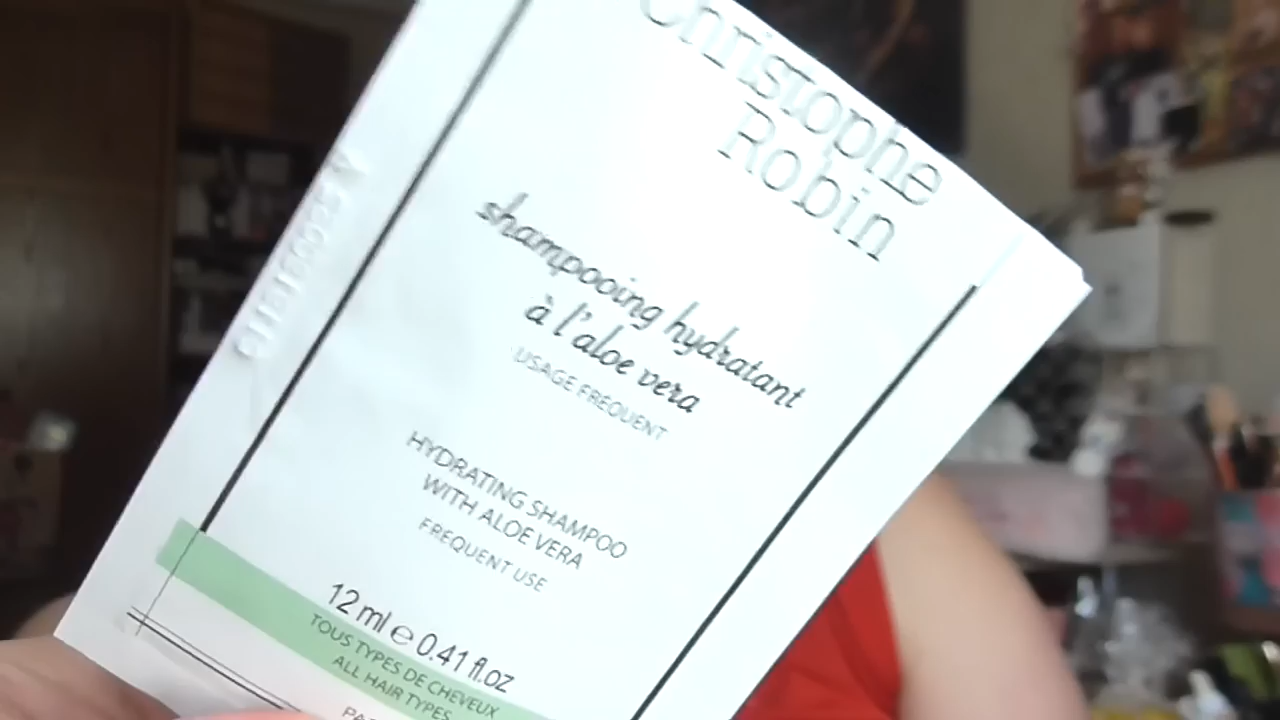 Christophe
Robin
shampooing hydratant
à l'aloe vera
USAGE FRÉQUENT
HYDRATING SHAMPOO
WITH ALOE VERA
FREQUENT USE
12 ml e 0.41 fl.oz
TOUS TYPES DE CHEVEUX
ALL HAIR TYPES